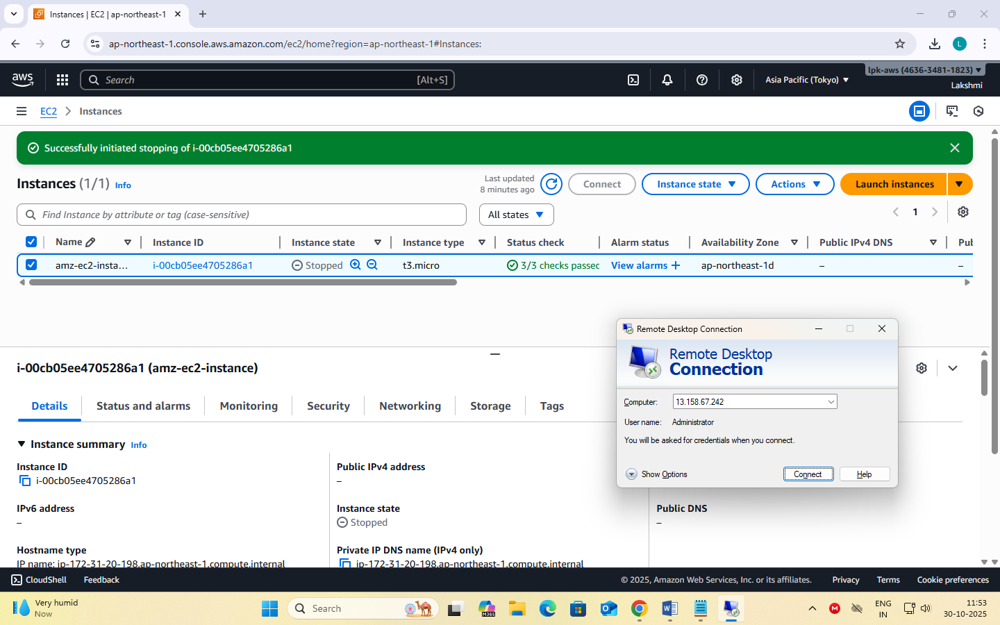 Instances | EC2 | ap-northeast-1
ap-northeast-1.console.aws.amazon.com/ec2/home?region=ap-northeast-1#Instances:
L
aws
Search
[Alt+S]
Asia Pacific (Tokyo)
lpk-aws (4636-3481-1823)
Lakshmi
EC2
Instances
Successfully initiated stopping of i-00cb05ee4705286a1
Instances (1/1) Info
Last updated
8 minutes ago
Connect
Instance state
Actions
Launch instances
Find Instance by attribute or tag (case-sensitive)
All states
1
Name
Instance ID
Instance state
Instance type
Status check
Alarm status
Availability Zone
Public IPv4 DNS
Pub
amz-ec2-insta...
i-00cb05ee4705286a1
Stopped
t3.micro
3/3 checks passec
View alarms +
ap-northeast-1d
–
–
i-00cb05ee4705286a1 (amz-ec2-instance)
Details
Status and alarms
Monitoring
Security
Networking
Storage
Tags
Instance summary Info
Instance ID
i-00cb05ee4705286a1
Public IPv4 address
–
IPv6 address
–
Instance state
Stopped
Public DNS
–
Hostname type
IP name: ip-172-31-20-198.ap-northeast-1.compute.internal
Private IP DNS name (IPv4 only)
ip-172-31-20-198.ap-northeast-1.compute.internal
Remote Desktop Connection
Remote Desktop
Connection
Computer:
13.158.67.242
User name:
Administrator
You will be asked for credentials when you connect.
Show Options
Connect
Help
CloudShell
Feedback
© 2025, Amazon Web Services, Inc. or its affiliates.
Privacy
Terms
Cookie preferences
Very humid
Now
Search
M365
ENG
IN
11:53
30-10-2025